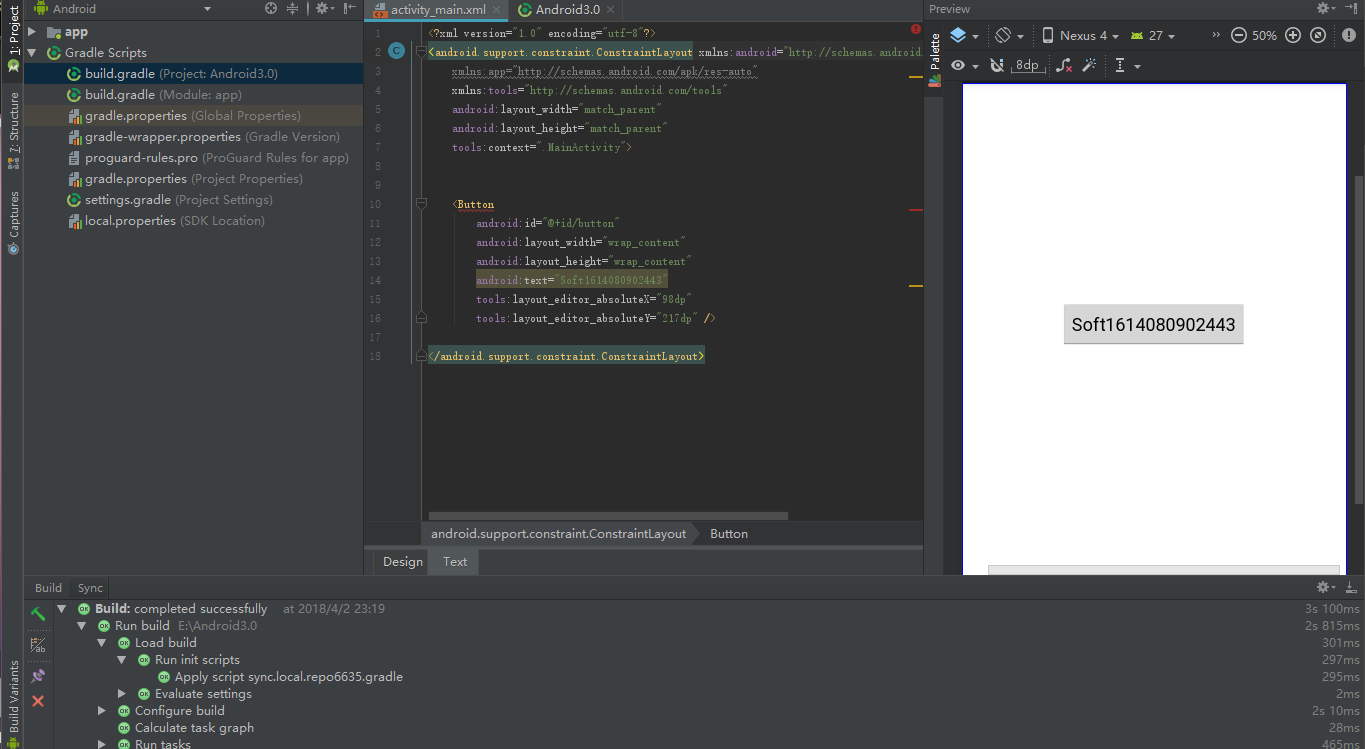 Android
activity_main.xml
Android3.0
Preview
1: Project
7: Structure
Captures
Build Variants
app
Gradle Scripts
build.gradle (Project: Android3.0)
build.gradle (Module: app)
gradle.properties (Global Properties)
gradle-wrapper.properties (Gradle Version)
proguard-rules.pro (ProGuard Rules for app)
gradle.properties (Project Properties)
settings.gradle (Project Settings)
local.properties (SDK Location)
1 <?xml version="1.0" encoding="utf-8"?>
2 <android.support.constraint.ConstraintLayout xmlns:android="http://schemas.android.
3 xmlns:app="http://schemas.android.com/apk/res-auto"
4 xmlns:tools="http://schemas.android.com/tools"
5 android:layout_width="match_parent"
6 android:layout_height="match_parent"
7 tools:context=".MainActivity">
8
9
10 <Button
11 android:id="@+id/button"
12 android:layout_width="wrap_content"
13 android:layout_height="wrap_content"
14 android:text="Soft1614080902443"
15 tools:layout_editor_absoluteX="98dp"
16 tools:layout_editor_absoluteY="217dp" />
17
18 </android.support.constraint.ConstraintLayout>
C
android.support.constraint.ConstraintLayout
Button
Design
Text
Palette
Nexus 4
27
50%
8dp
Soft1614080902443
Build
Sync
Build: completed successfully at 2018/4/2 23:19 3s 100ms
Run build E:\Android3.0 2s 815ms
Load build 301ms
Run init scripts 297ms
Apply script sync.local.repo6635.gradle 295ms
Evaluate settings 2ms
Configure build 2s 10ms
Calculate task graph 28ms
Run tasks 465ms